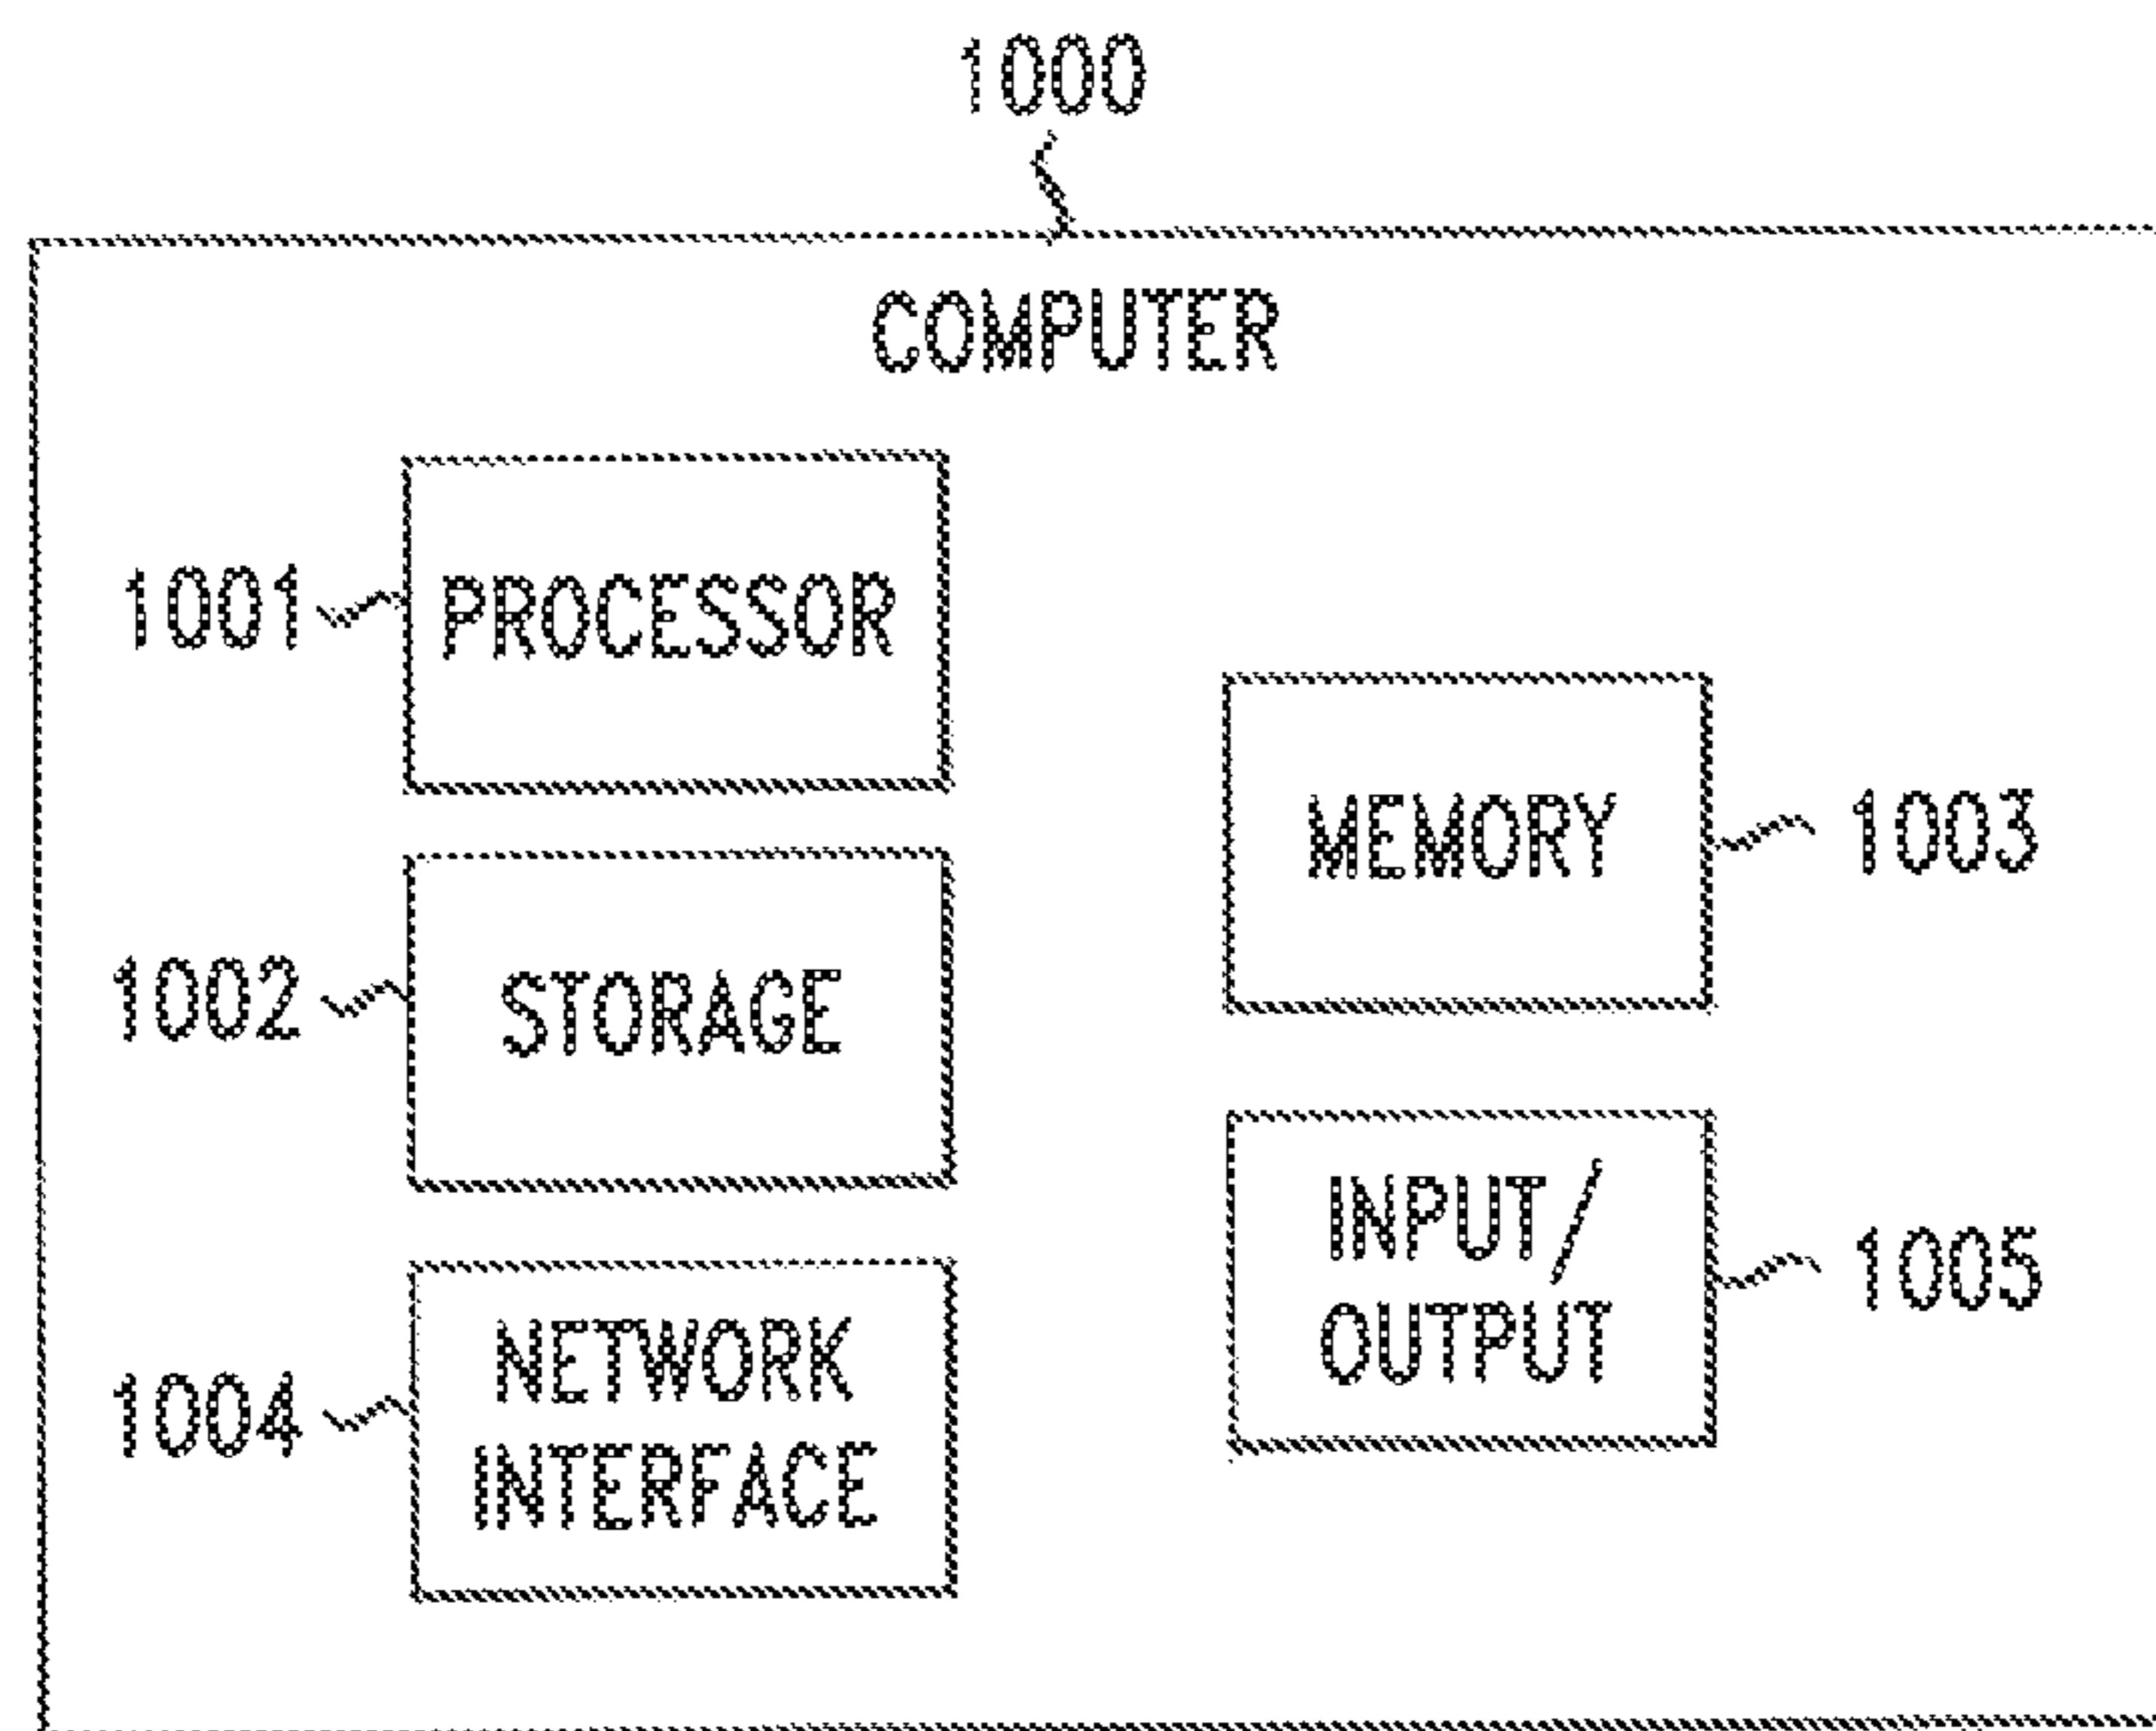 1000
COMPUTER
1001
PROCESSOR
1002
STORAGE
1004
NETWORK
INTERFACE
MEMORY
1003
INPUT/
OUTPUT
1005